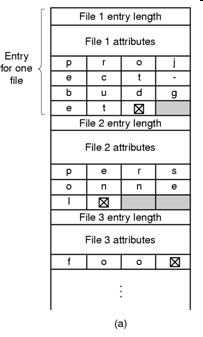 File 1 entry length
Entry
for one
file
File 1 attributes
p r o j
e c t -
b u d g
e t
File 2 entry length
File 2 attributes
p e r s
o n n e
l
File 3 entry length
File 3 attributes
f o o
(a)